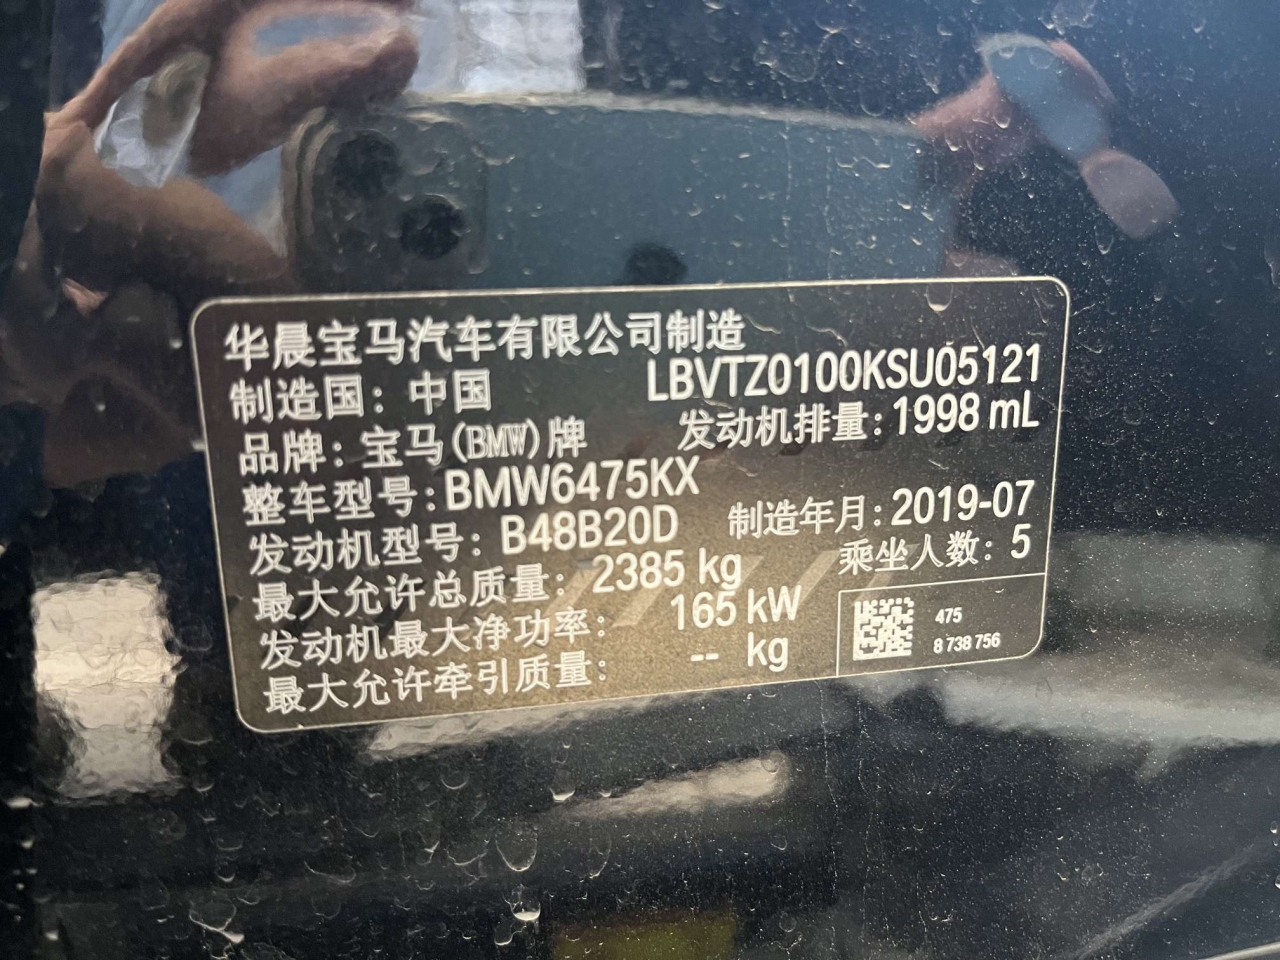 华晨宝马汽车有限公司制造
制造国：中国 LBVTZ0100KSU05121
品牌：宝马(BMW)牌 发动机排量：1998 mL
整车型号：BMW6475KX
发动机型号：B48B20D 制造年月：2019-07
最大允许总质量：2385 kg 乘坐人数：5
发动机最大净功率：165 kW
最大允许牵引质量：-- kg
475
8 738 756